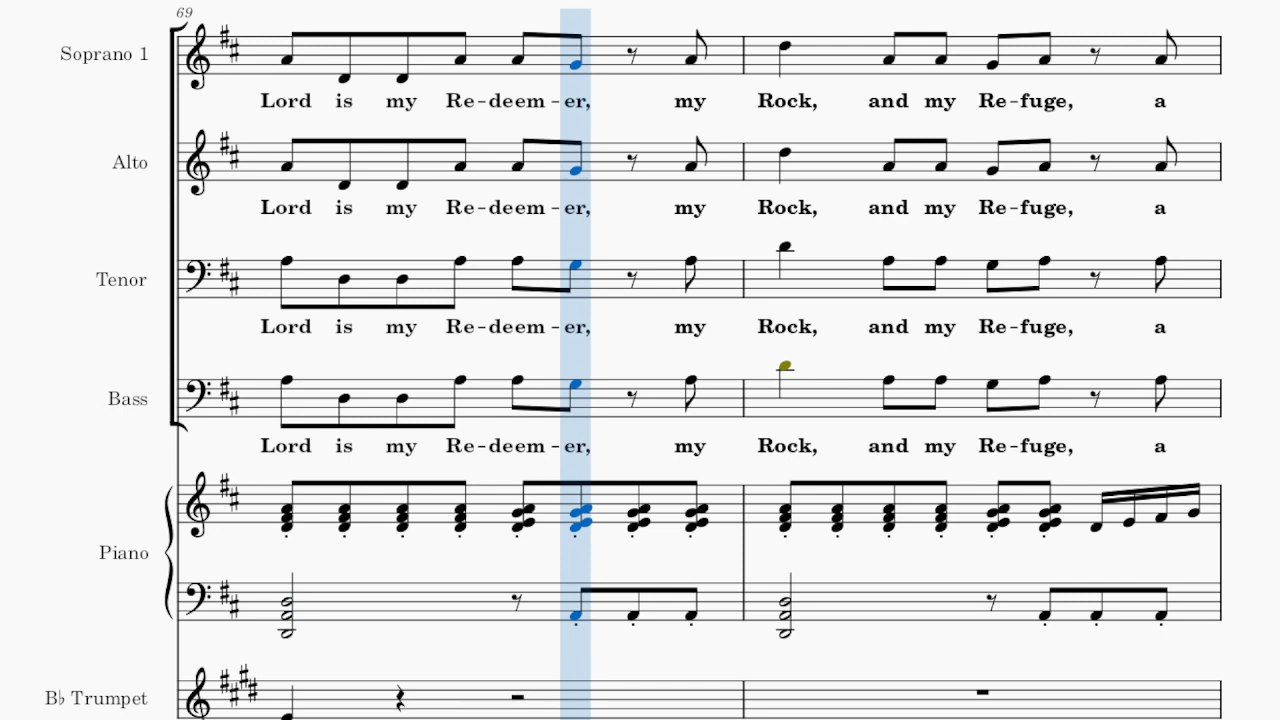 69
Soprano 1
Lord is my Re-deem-er, my Rock, and my Re-fuge, a
Alto
Lord is my Re-deem-er, my Rock, and my Re-fuge, a
Tenor
Lord is my Re-deem-er, my Rock, and my Re-fuge, a
Bass
Lord is my Re-deem-er, my Rock, and my Re-fuge, a
Piano
B♭ Trumpet